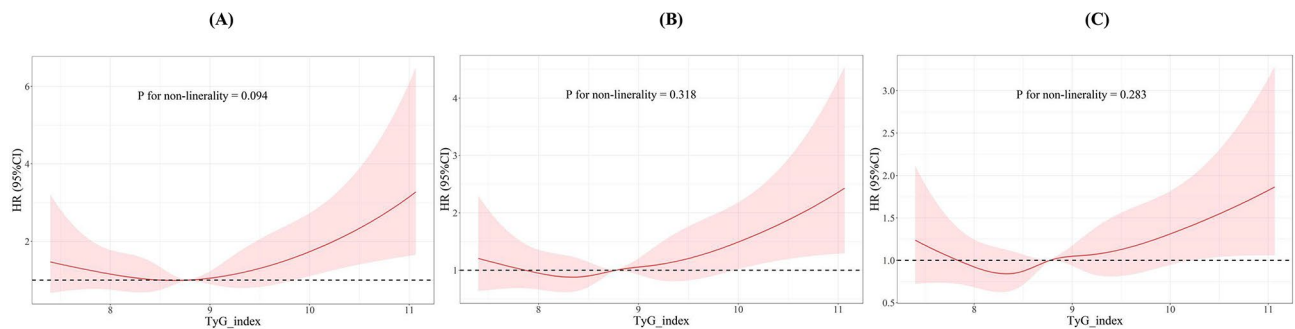 (A)
P for non-linerality = 0.094
HR (95%CI)
6
4
2
8
9
10
11
TyG_index
(B)
P for non-linerality = 0.318
HR (95%CI)
4
3
2
1
8
9
10
11
TyG_index
(C)
P for non-linerality = 0.283
HR (95%CI)
3.0
2.5
2.0
1.5
1.0
0.5
8
9
10
11
TyG_index